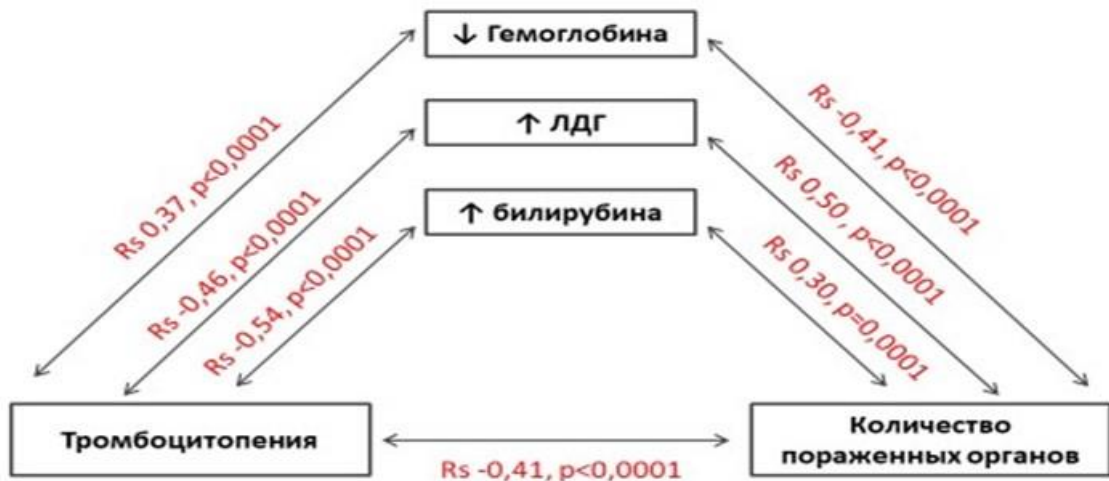 ↓ Гемоглобина
↑ ЛДГ
↑ билирубина
Rs 0,37, p<0,0001
Rs -0,46, p<0,0001
Rs -0,54, p<0,0001
Rs -0,41, p<0,0001
Rs 0,50 , p<0,0001
Rs 0,30, p=0,0001
Тромбоцитопения
Rs -0,41, p<0,0001
Количество
пораженных органов